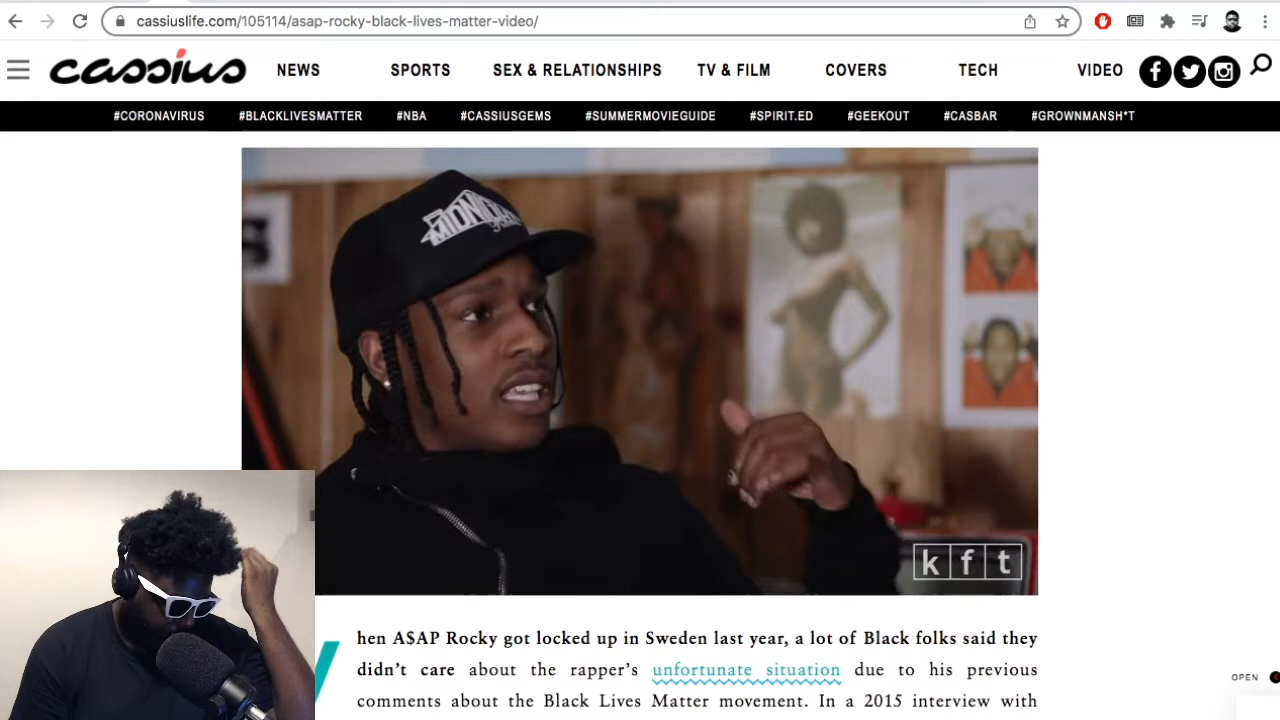 cassiuslife.com/105114/asap-rocky-black-lives-matter-video/
cassius NEWS SPORTS SEX & RELATIONSHIPS TV & FILM COVERS TECH VIDEO
#CORONAVIRUS #BLACKLIVESMATTER #NBA #CASSIUSGEMS #SUMMERMOVIEGUIDE #SPIRIT.ED #GEEKOUT #CASBAR #GROWNMANSH*T
kft
hen A$AP Rocky got locked up in Sweden last year, a lot of Black folks said they
didn't care about the rapper's unfortunate situation due to his previous
comments about the Black Lives Matter movement. In a 2015 interview with
OPEN